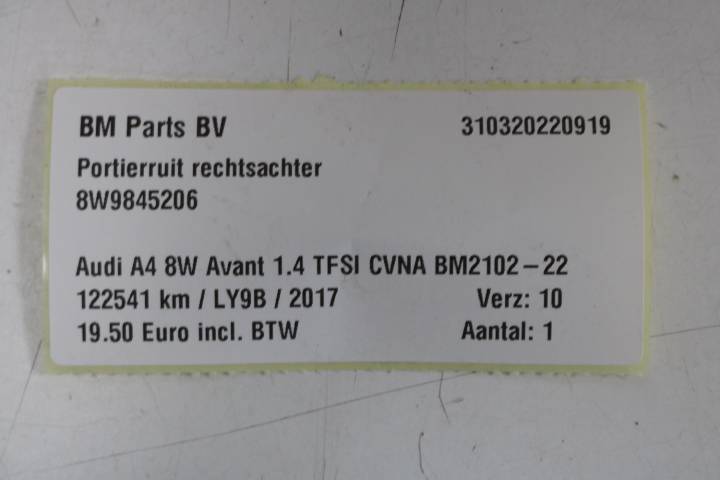 BM Parts BV 310320220919
Portierruit rechtsachter
8W9845206
Audi A4 8W Avant 1.4 TFSI CVNA BM2102-22
122541 km / LY9B / 2017 Verz: 10
19.50 Euro incl. BTW Aantal: 1